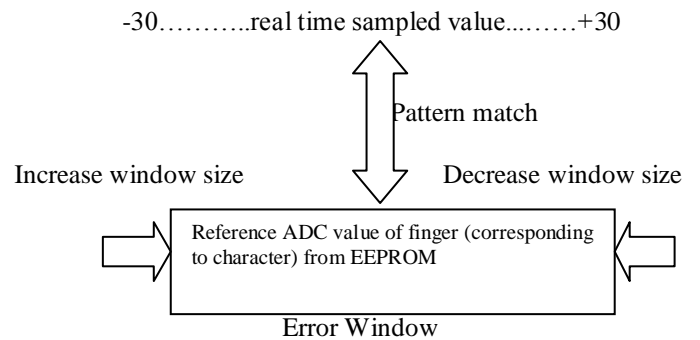 -30………..real time sampled value...……+30
Pattern match
Increase window size
Decrease window size
Reference ADC value of finger (corresponding
to character) from EEPROM
Error Window